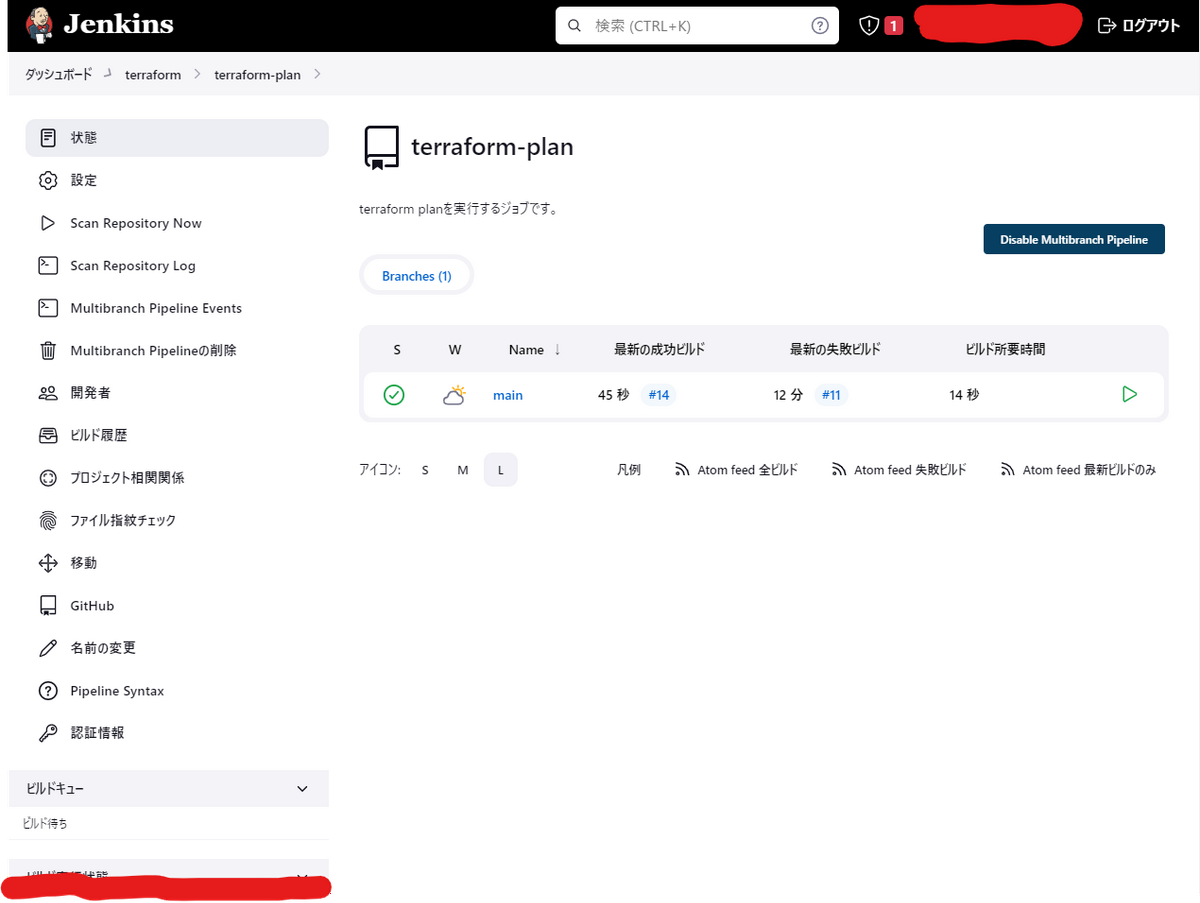 Jenkins
検索 (CTRL+K)
1
ログアウト
ダッシュボード
terraform
terraform-plan
状態
設定
Scan Repository Now
Scan Repository Log
Multibranch Pipeline Events
Multibranch Pipelineの削除
開発者
ビルド履歴
プロジェクト相関関係
ファイル指紋チェック
移動
GitHub
名前の変更
Pipeline Syntax
認証情報
ビルドキュー
ビルド待ち
terraform-plan
terraform planを実行するジョブです。
Disable Multibranch Pipeline
Branches (1)
S W Name ↓ 最新の成功ビルド 最新の失敗ビルド ビルド所要時間
main 45 秒 #14 12 分 #11 14 秒
アイコン: S M L 凡例 Atom feed 全ビルド Atom feed 失敗ビルド Atom feed 最新ビルドのみ